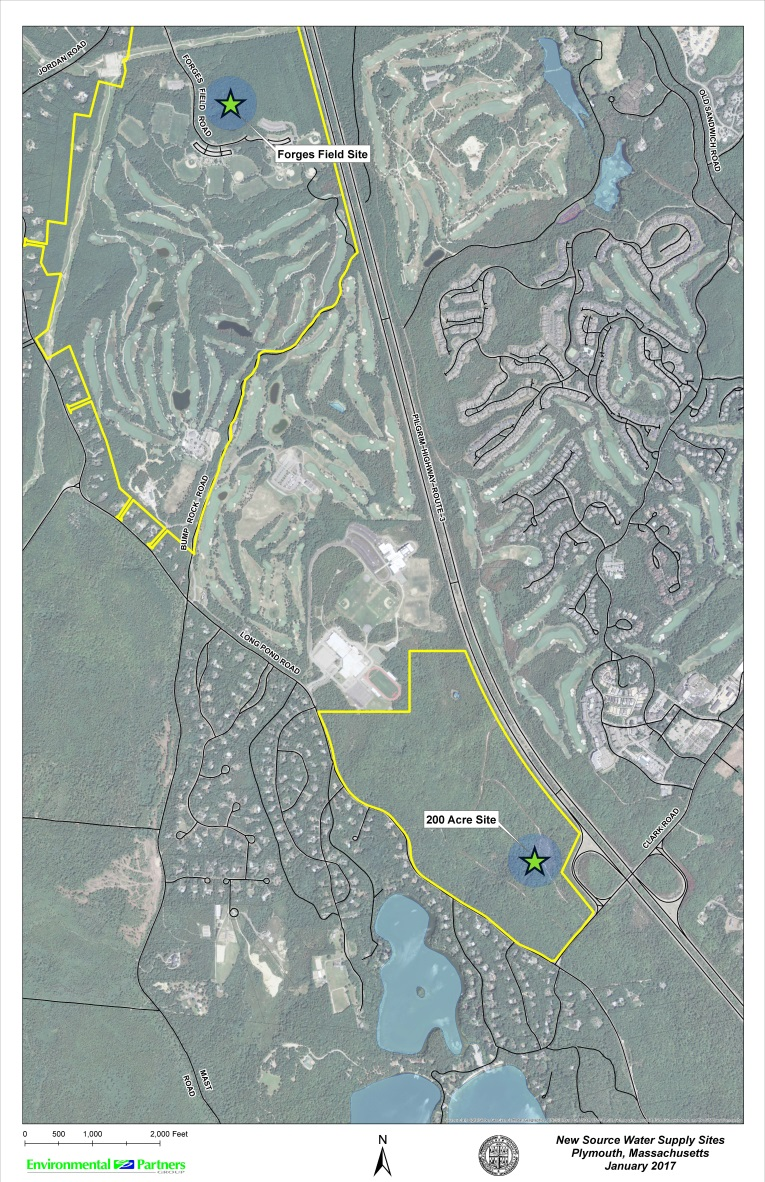 JORDAN ROAD
FORGES FIELD ROAD
OLD SANDWICH ROAD
Forges Field Site
PILGRIM-HIGHWAY-ROUTE-3
BUMP ROCK ROAD
LONG POND ROAD
200 Acre Site
CLARK ROAD
MAST
ROAD
0 500 1,000 2,000 Feet
N
Environmental Partners
GROUP
New Source Water Supply Sites
Plymouth, Massachusetts
January 2017